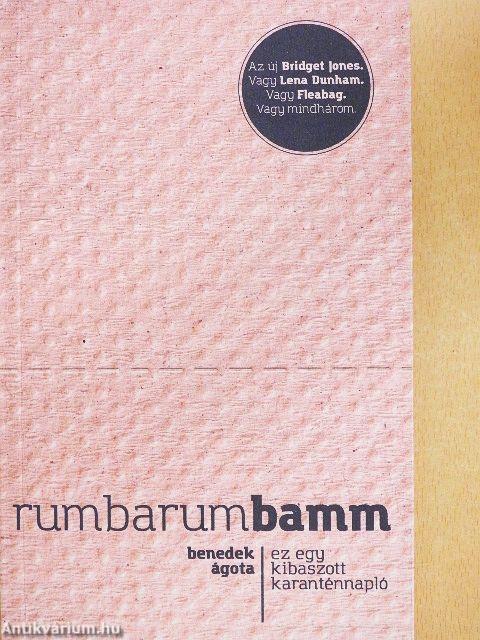 Az új Bridget Jones.
Vagy Lena Dunham.
Vagy Fleabag.
Vagy mindhárom.
rumbarumbamm
benedek
ágota
ez egy
kibaszott
karanténnapló
Antikvarium.hu